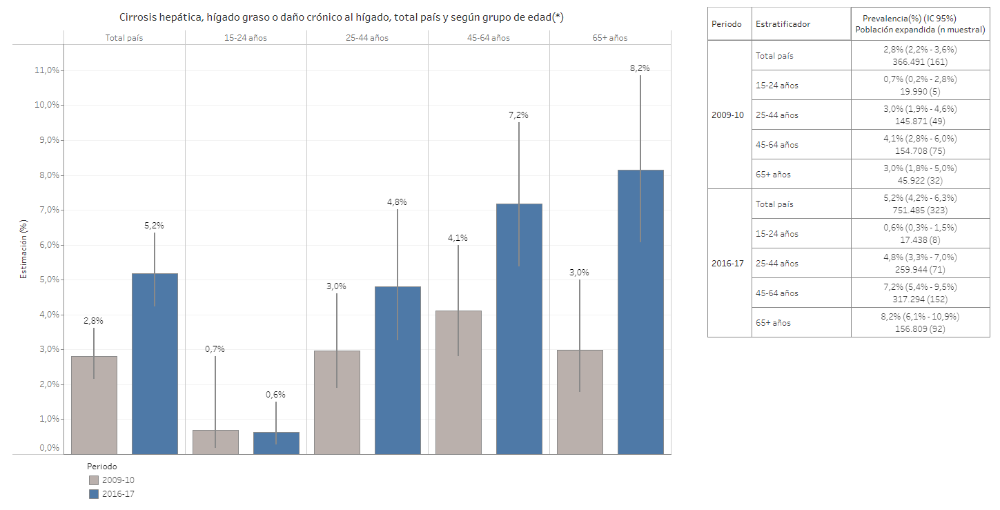 Cirrosis hepática, hígado graso o daño crónico al hígado, total país y según grupo de edad(*)
Total país
15-24 años
25-44 años
45-64 años
65+ años
Estimación (%)
11,0%
10,0%
9,0%
8,0%
7,0%
6,0%
5,0%
4,0%
3,0%
2,0%
1,0%
0,0%
2,8%
5,2%
0,7%
0,6%
3,0%
4,8%
4,1%
7,2%
3,0%
8,2%
Periodo
2009-10
2016-17
Periodo
Estratificador
Prevalencia(%) (IC 95%)
Población expandida (n muestral)
2009-10
Total país
2,8% (2,2% - 3,6%)
366.491 (161)
15-24 años
0,7% (0,2% - 2,8%)
19.990 (5)
25-44 años
3,0% (1,9% - 4,6%)
145.871 (49)
45-64 años
4,1% (2,8% - 6,0%)
154.708 (75)
65+ años
3,0% (1,8% - 5,0%)
45.922 (32)
2016-17
Total país
5,2% (4,2% - 6,3%)
751.485 (323)
15-24 años
0,6% (0,3% - 1,5%)
17.438 (8)
25-44 años
4,8% (3,3% - 7,0%)
259.944 (71)
45-64 años
7,2% (5,4% - 9,5%)
317.294 (152)
65+ años
8,2% (6,1% - 10,9%)
156.809 (92)